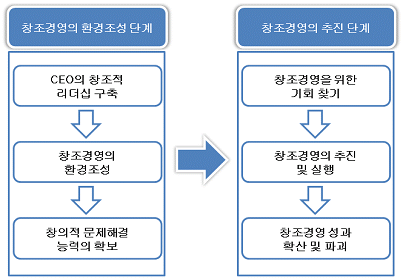 창조경영의 환경조성 단계
CEO의 창조적
리더십 구축
창조경영의
환경조성
창의적 문제해결
능력의 확보
창조경영의 추진 단계
창조경영을 위한
기회 찾기
창조경영의 추진
및 실행
창조경영 성과
확산 및 파괴